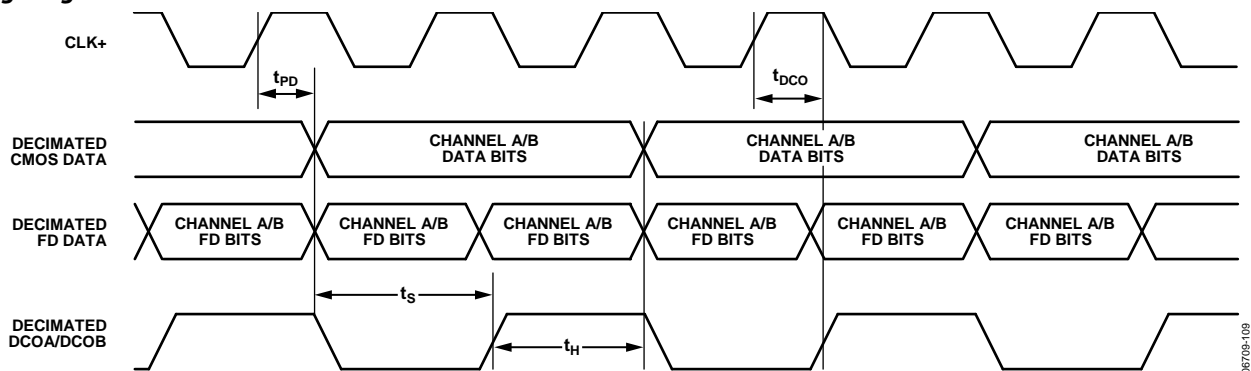 CLK+
tPD
tDCO
DECIMATED
CMOS DATA
CHANNEL A/B
DATA BITS
CHANNEL A/B
DATA BITS
CHANNEL A/B
DATA BITS
DECIMATED
FD DATA
CHANNEL A/B
FD BITS
CHANNEL A/B
FD BITS
CHANNEL A/B
FD BITS
CHANNEL A/B
FD BITS
CHANNEL A/B
FD BITS
CHANNEL A/B
FD BITS
tS
DECIMATED
DCOA/DCOB
tH
06709-109